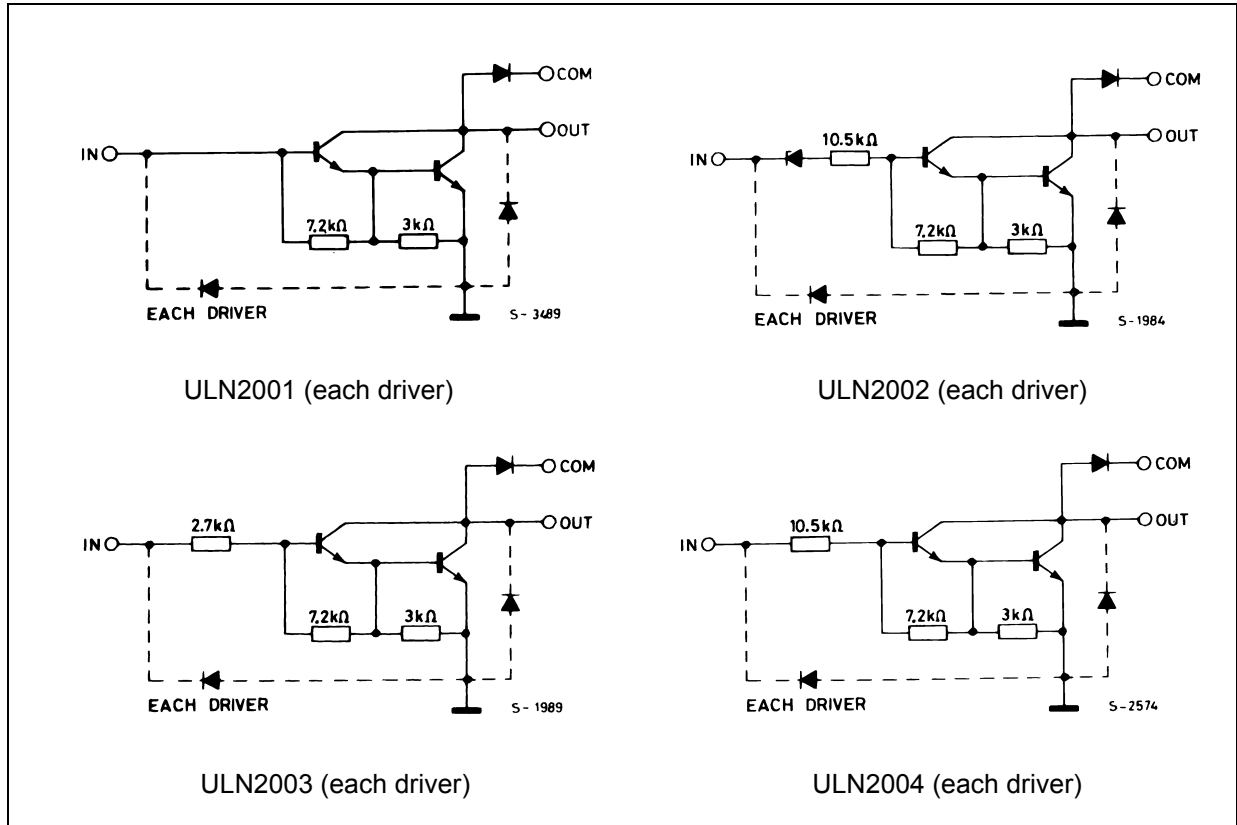 COM
OUT
IN
7.2kΩ
3kΩ
EACH DRIVER
S- 3489
ULN2001 (each driver)
COM
OUT
10.5kΩ
IN
7.2kΩ
3kΩ
EACH DRIVER
S-1984
ULN2002 (each driver)
COM
OUT
2.7kΩ
IN
7.2kΩ
3kΩ
EACH DRIVER
S- 1989
ULN2003 (each driver)
COM
OUT
10.5kΩ
IN
7.2kΩ
3kΩ
EACH DRIVER
S-2574
ULN2004 (each driver)